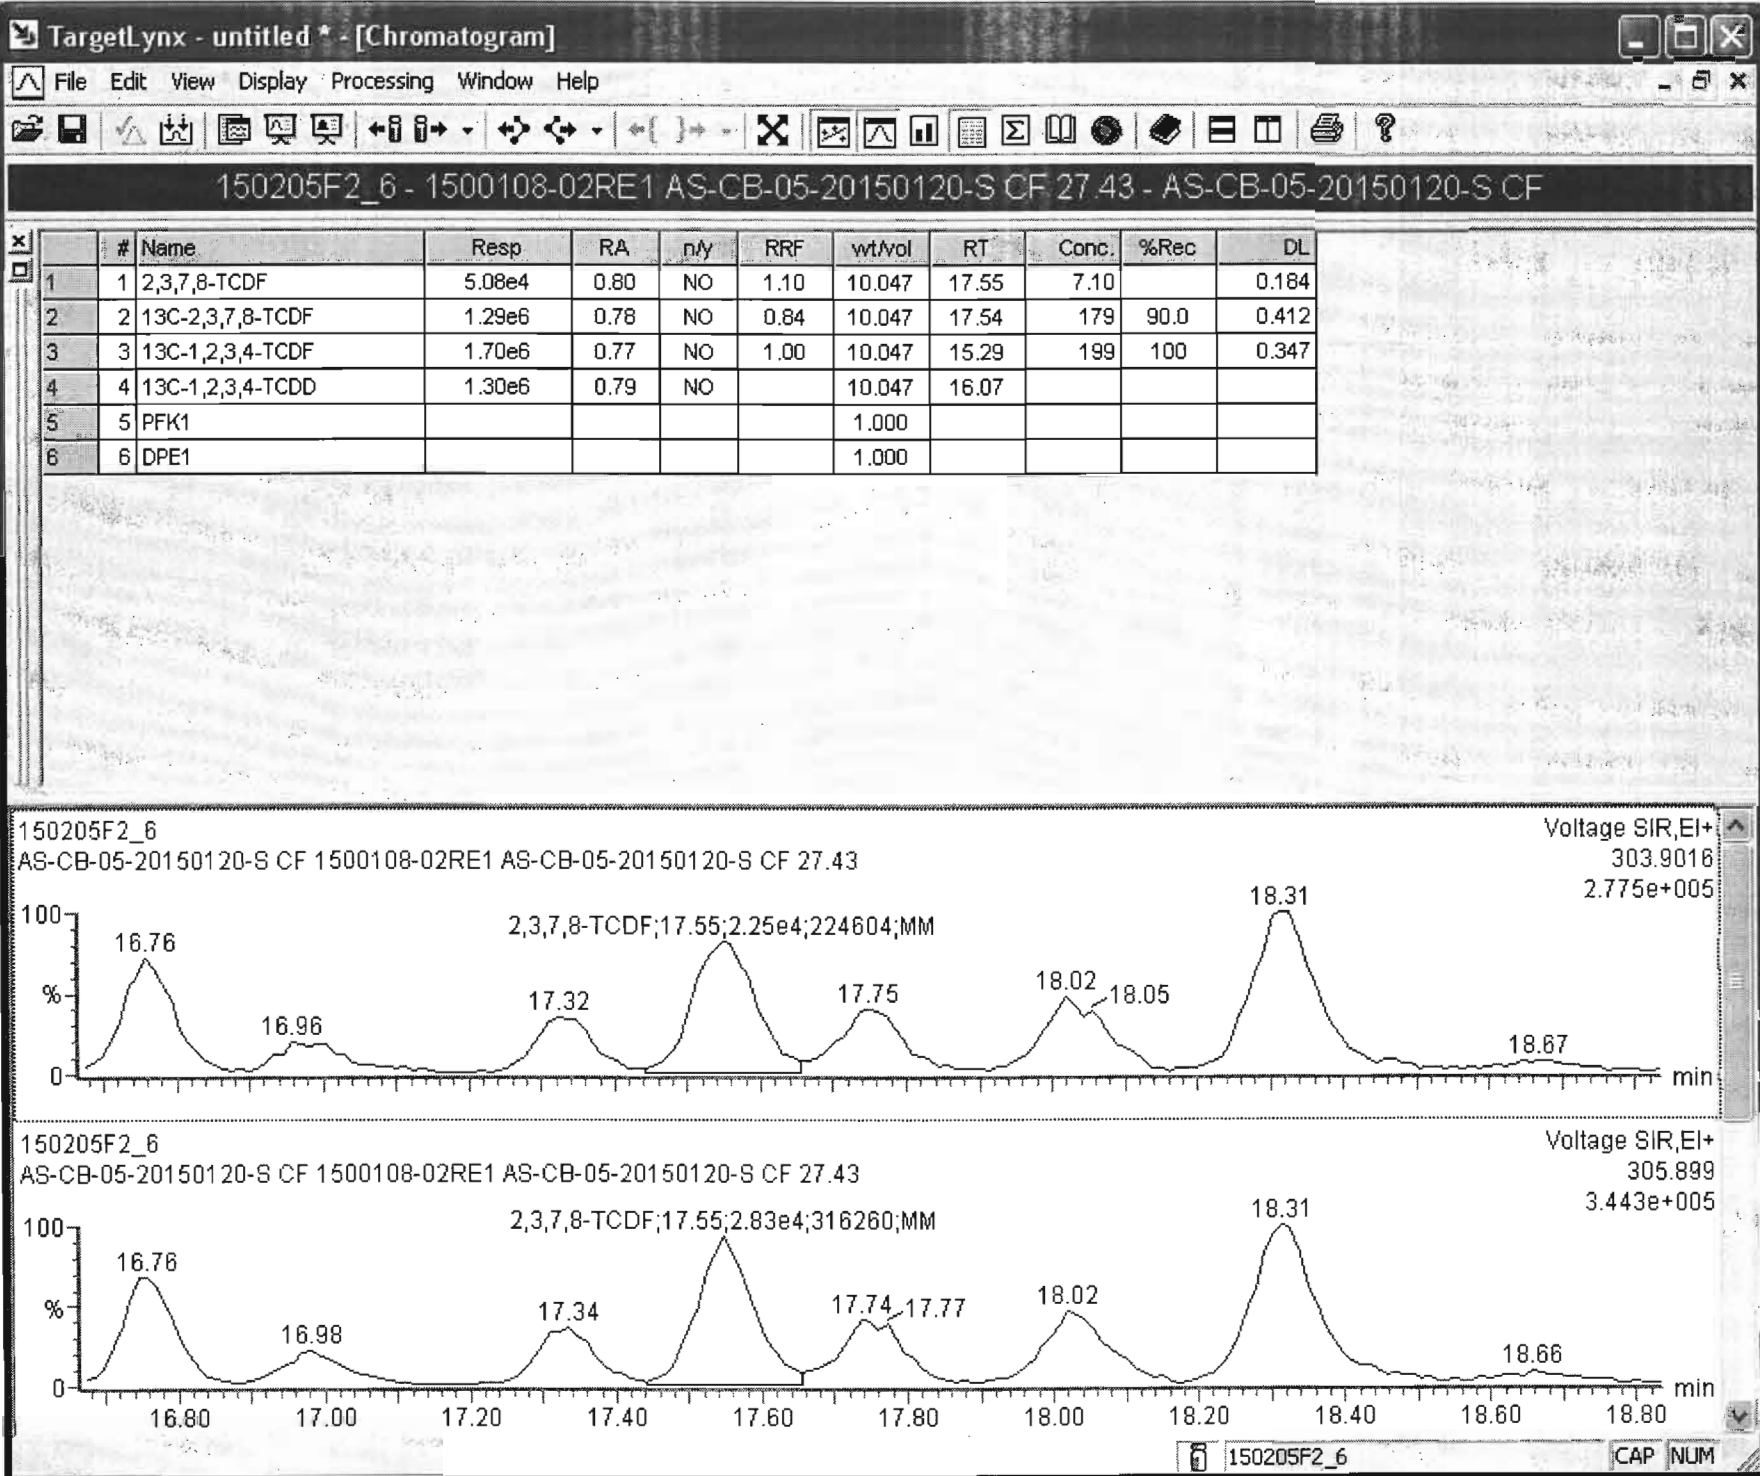 TargetLynx - untitled * - [Chromatogram]
File Edit View Display Processing Window Help
150205F2_6 - 1500108-02RE1 AS-CB-05-20150120-S CF 27.43 - AS-CB-05-20150120-S CF
# Name Resp RA n/y RRF wt/vol RT Conc. %Rec DL
1 1 2,3,7,8-TCDF 5.08e4 0.80 NO 1.10 10.047 17.55 7.10 0.184
2 2 13C-2,3,7,8-TCDF 1.29e6 0.78 NO 0.84 10.047 17.54 179 90.0 0.412
3 3 13C-1,2,3,4-TCDF 1.70e6 0.77 NO 1.00 10.047 15.29 199 100 0.347
4 4 13C-1,2,3,4-TCDD 1.30e6 0.79 NO 10.047 16.07
5 5 PFK1 1.000
6 6 DPE1 1.000
150205F2_6 Voltage SIR,EI+
AS-CB-05-20150120-S CF 1500108-02RE1 AS-CB-05-20150120-S CF 27.43 303.9016
2.775e+005
100 18.31
16.76 2,3,7,8-TCDF;17.55;2.25e4;224604;MM
% 16.96 17.32 17.75 18.02 18.05
18.67
0 min
150205F2_6 Voltage SIR,EI+
AS-CB-05-20150120-S CF 1500108-02RE1 AS-CB-05-20150120-S CF 27.43 305.899
3.443e+005
100 2,3,7,8-TCDF;17.55;2.83e4;316260;MM 18.31
16.76
% 16.98 17.34 17.74 17.77 18.02
18.66
0 min
16.80 17.00 17.20 17.40 17.60 17.80 18.00 18.20 18.40 18.60 18.80
150205F2_6 CAP NUM